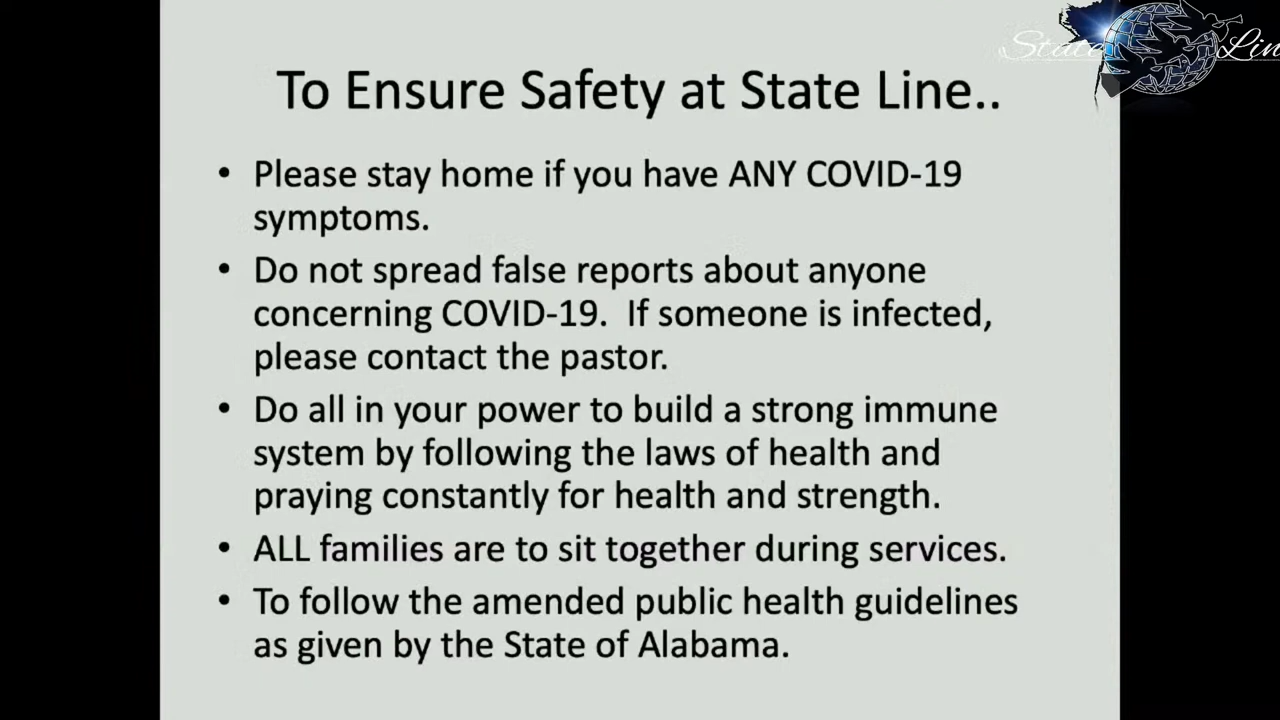 State Lin
To Ensure Safety at State Line..
• Please stay home if you have ANY COVID-19
symptoms.
• Do not spread false reports about anyone
concerning COVID-19.  If someone is infected,
please contact the pastor.
• Do all in your power to build a strong immune
system by following the laws of health and
praying constantly for health and strength.
• ALL families are to sit together during services.
• To follow the amended public health guidelines
as given by the State of Alabama.